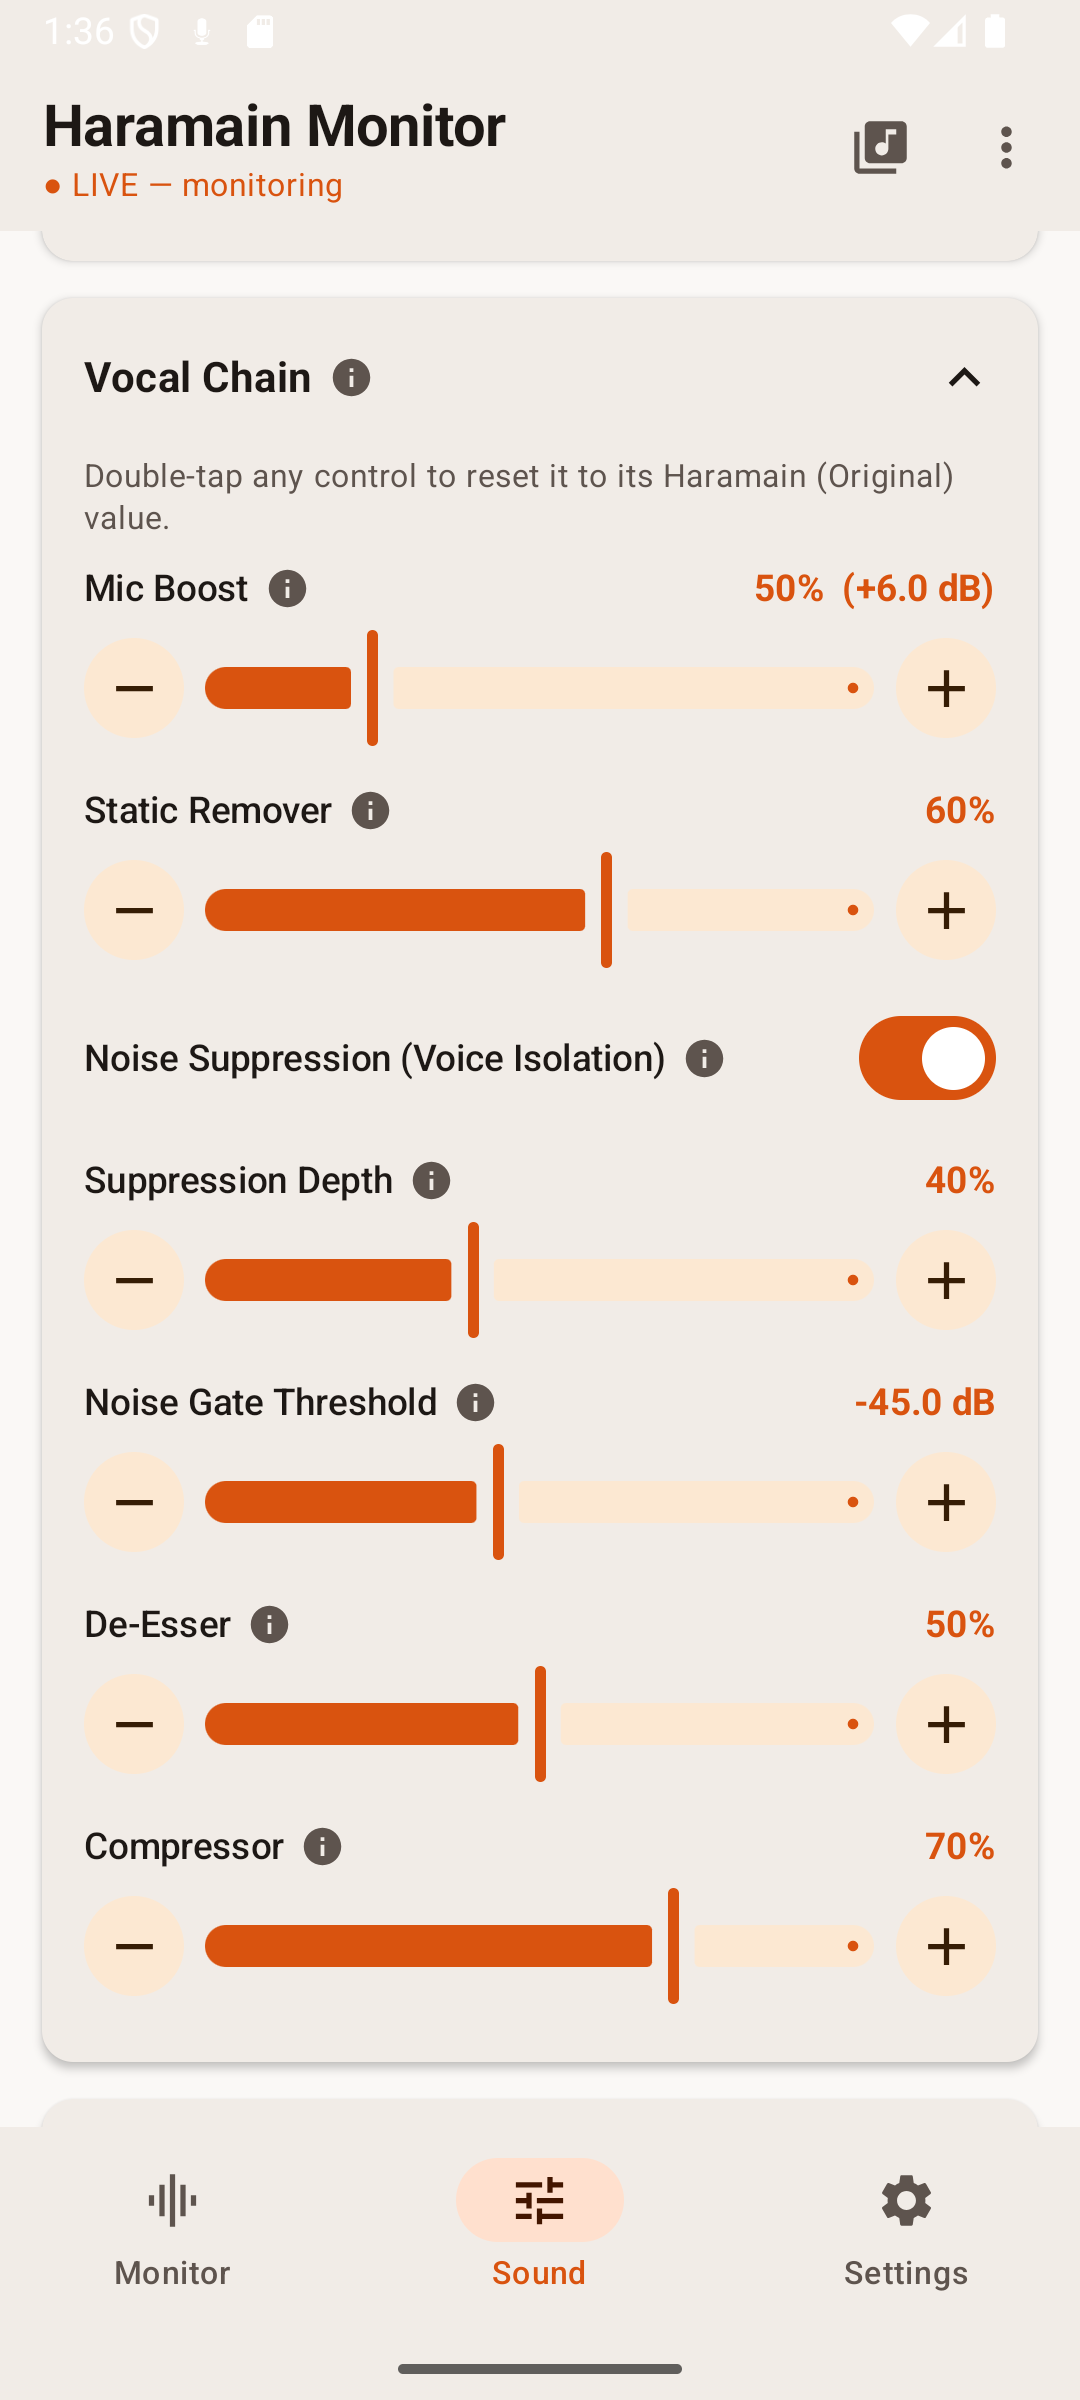 1:36
Haramain Monitor
● LIVE — monitoring
Vocal Chain
Double-tap any control to reset it to its Haramain (Original)
value.
Mic Boost 50% (+6.0 dB)
Static Remover 60%
Noise Suppression (Voice Isolation)
Suppression Depth 40%
Noise Gate Threshold -45.0 dB
De-Esser 50%
Compressor 70%
Monitor Sound Settings